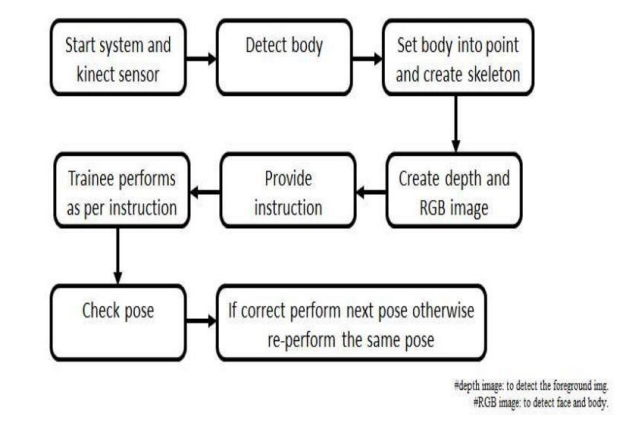 Start system and
kinect sensor
Detect body
Set body into point
and create skeleton
Create depth and
RGB image
Provide
instruction
Trainee performs
as per instruction
Check pose
If correct perform next pose otherwise
re-perform the same pose
#depth image: to detect the foreground img.
#RGB image: to detect face and body.